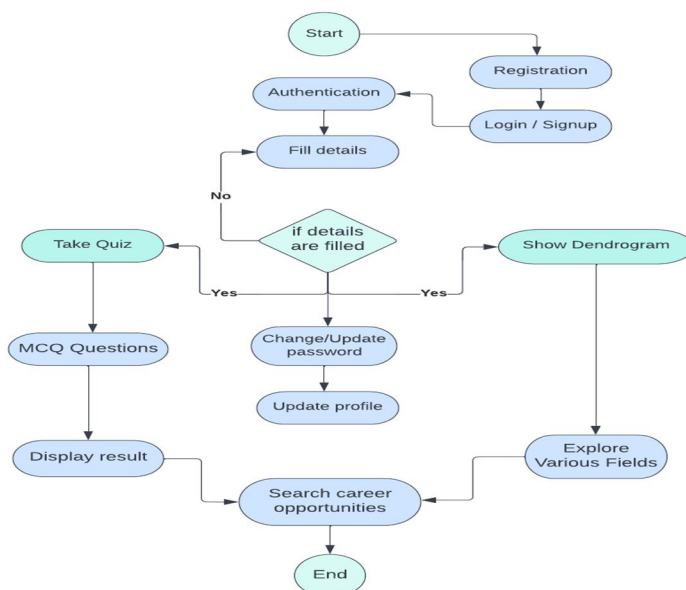 Start
Registration
Authentication
Login / Signup
Fill details
No
if details
are filled
Take Quiz
Show Dendrogram
Yes
Yes
MCQ Questions
Change/Update
password
Update profile
Display result
Explore
Various Fields
Search career
opportunities
End